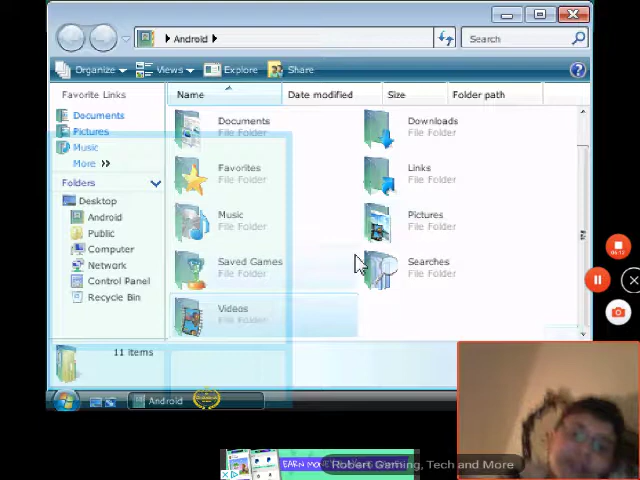 Android
Search
Organize
Views
Explore
Share
Favorite Links
Name
Date modified
Size
Folder path
Documents
Pictures
Music
More
Folders
Desktop
Android
Public
Computer
Network
Control Panel
Recycle Bin
Documents
File Folder
Downloads
File Folder
Favorites
File Folder
Links
File Folder
Music
File Folder
Pictures
File Folder
Saved Games
File Folder
Searches
File Folder
Videos
File Folder
11 items
Android
EARN MON
Robert Gaming, Tech and More